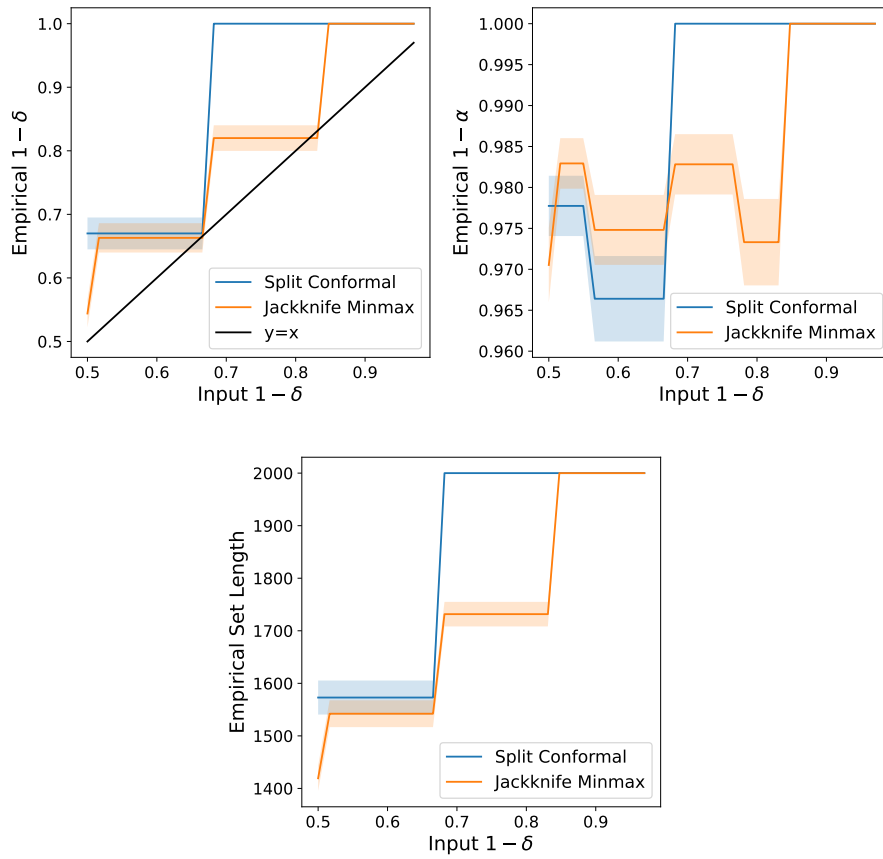 1.0
0.9
0.8
0.7
0.6
0.5
Empirical 1 − δ
0.5 0.6 0.7 0.8 0.9
Input 1 − δ
Split Conformal
Jackknife Minmax
y=x
1.000
0.995
0.990
0.985
0.980
0.975
0.970
0.965
0.960
Empirical 1 − α
0.5 0.6 0.7 0.8 0.9
Input 1 − δ
Split Conformal
Jackknife Minmax
2000
1900
1800
1700
1600
1500
1400
Empirical Set Length
0.5 0.6 0.7 0.8 0.9
Input 1 − δ
Split Conformal
Jackknife Minmax